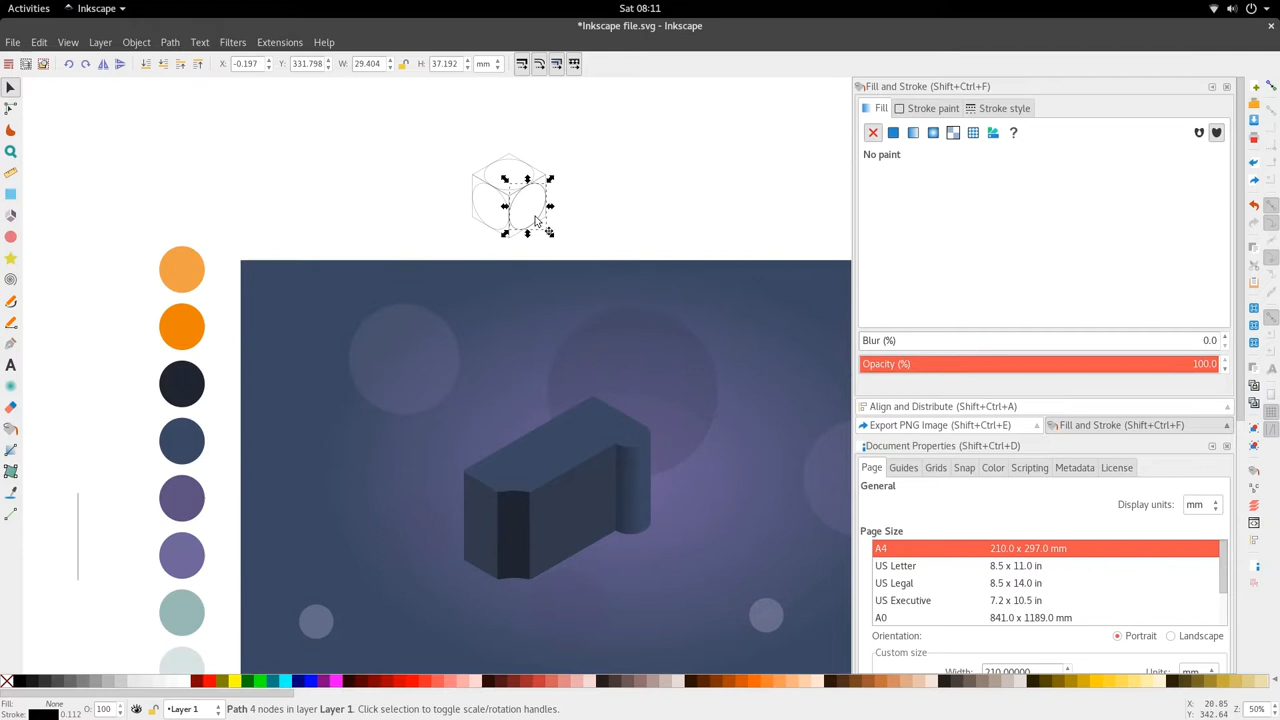 Activities
Inkscape
Sat 08:11
*Inkscape file.svg - Inkscape
File Edit View Layer Object Path Text Filters Extensions Help
X: -0.197 Y: 331.798 W: 29.404 H: 37.192 mm
Fill and Stroke (Shift+Ctrl+F)
Fill Stroke paint Stroke style
?
No paint
Blur (%) 0.0
Opacity (%) 100.0
Align and Distribute (Shift+Ctrl+A)
Export PNG Image (Shift+Ctrl+E) Fill and Stroke (Shift+Ctrl+F)
Document Properties (Shift+Ctrl+D)
Page Guides Grids Snap Color Scripting Metadata License
General
Display units: mm
Page Size
A4 210.0 x 297.0 mm
US Letter 8.5 x 11.0 in
US Legal 8.5 x 14.0 in
US Executive 7.2 x 10.5 in
A0 841.0 x 1189.0 mm
Orientation: Portrait Landscape
Custom size
Width: 210.00000 Units: mm
Fill: None
Stroke: 0.112
O: 100
Layer 1
Path 4 nodes in layer Layer 1. Click selection to toggle scale/rotation handles.
X: 20.85
Y: 342.64
Z: 50%